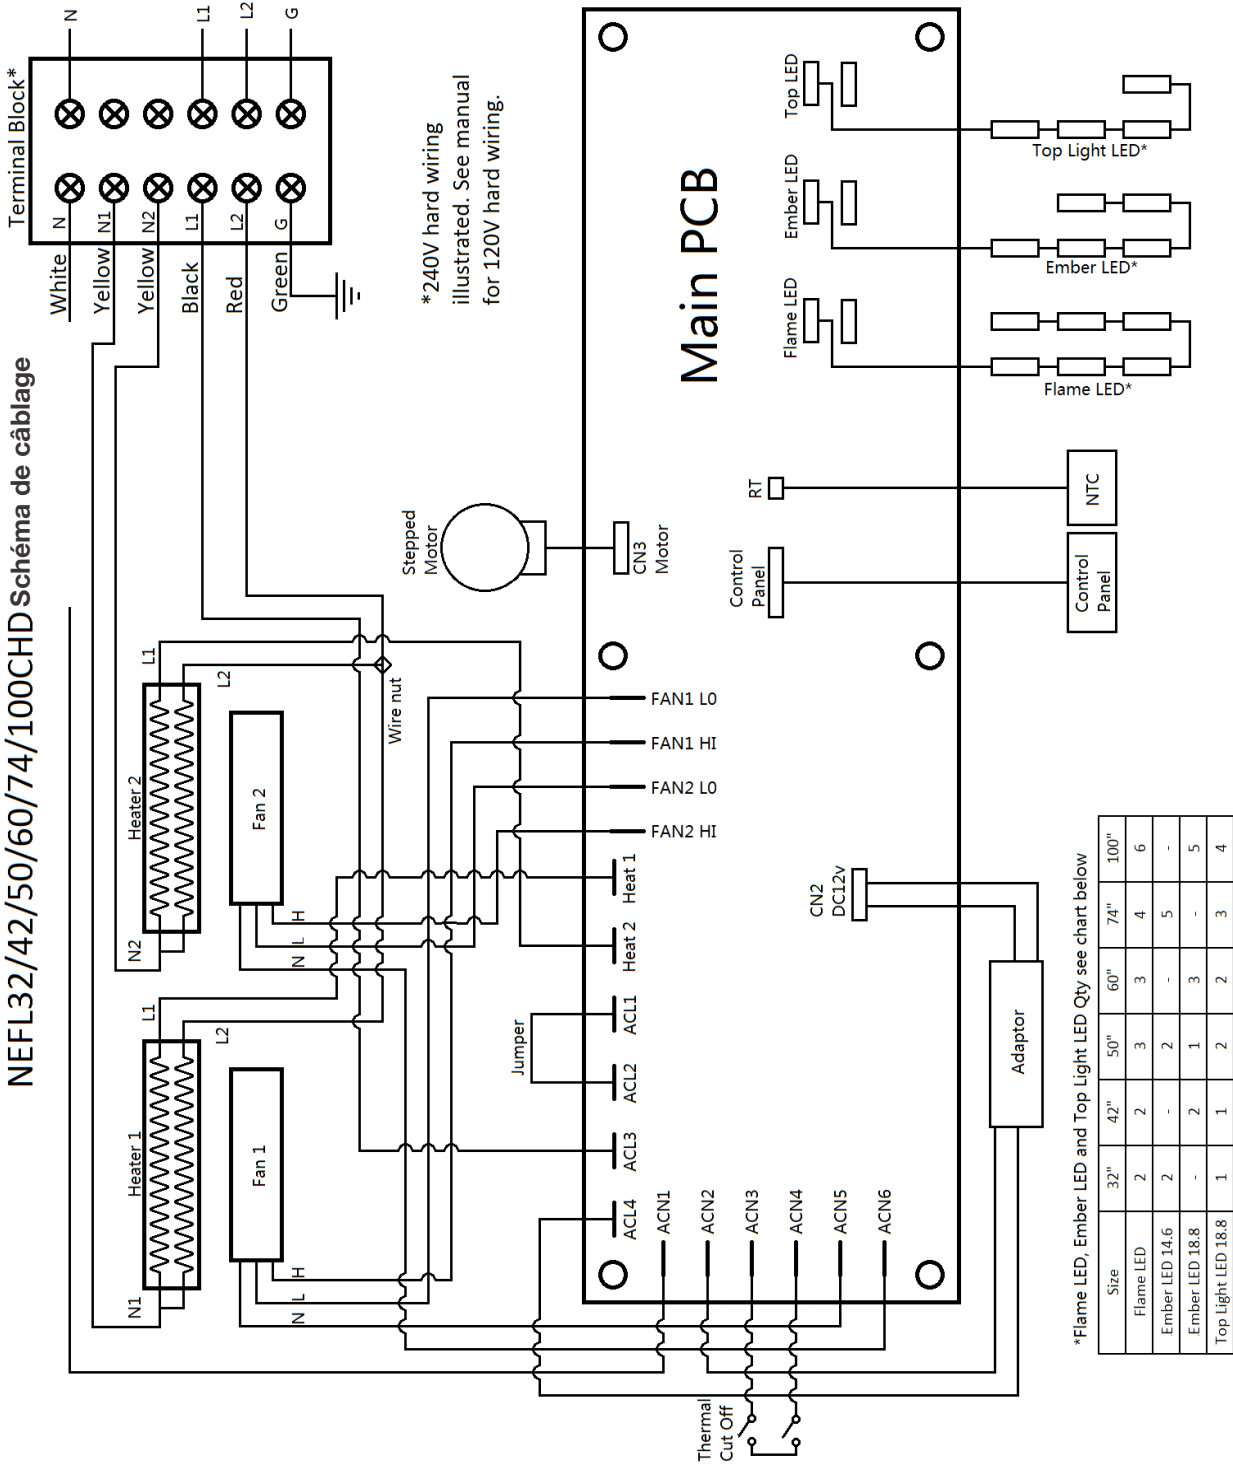 NEFL32/42/50/60/74/100CHD Schéma de câblage
Terminal Block*
N
L1
L2
G
N
N1
N2
L1
L2
G
White
Yellow
Yellow
Black
Red
Green
*240V hard wiring
illustrated. See manual
for 120V hard wiring.
Heater 2
N2
L1
L2
Fan 2
N
L
H
Wire nut
Heater 1
N1
L1
L2
Fan 1
N
L
H
Stepped
Motor
CN3
Motor
Main PCB
Top LED
Ember LED
Flame LED
Top Light LED*
Ember LED*
Flame LED*
RT
NTC
Control
Panel
Control
Panel
FAN1 L0
FAN1 HI
FAN2 L0
FAN2 HI
Heat 1
Heat 2
ACL1
ACL2
ACL3
ACL4
Jumper
ACN1
ACN2
ACN3
ACN4
ACN5
ACN6
CN2
DC12v
Adaptor
Thermal
Cut Off
*Flame LED, Ember LED and Top Light LED Qty see chart below
Size 32" 42" 50" 60" 74" 100"
Flame LED 2 2 3 3 4 6
Ember LED 14.6 2 - 2 - 5 -
Ember LED 18.8 - 2 1 3 - 5
Top Light LED 18.8 1 1 2 2 3 4